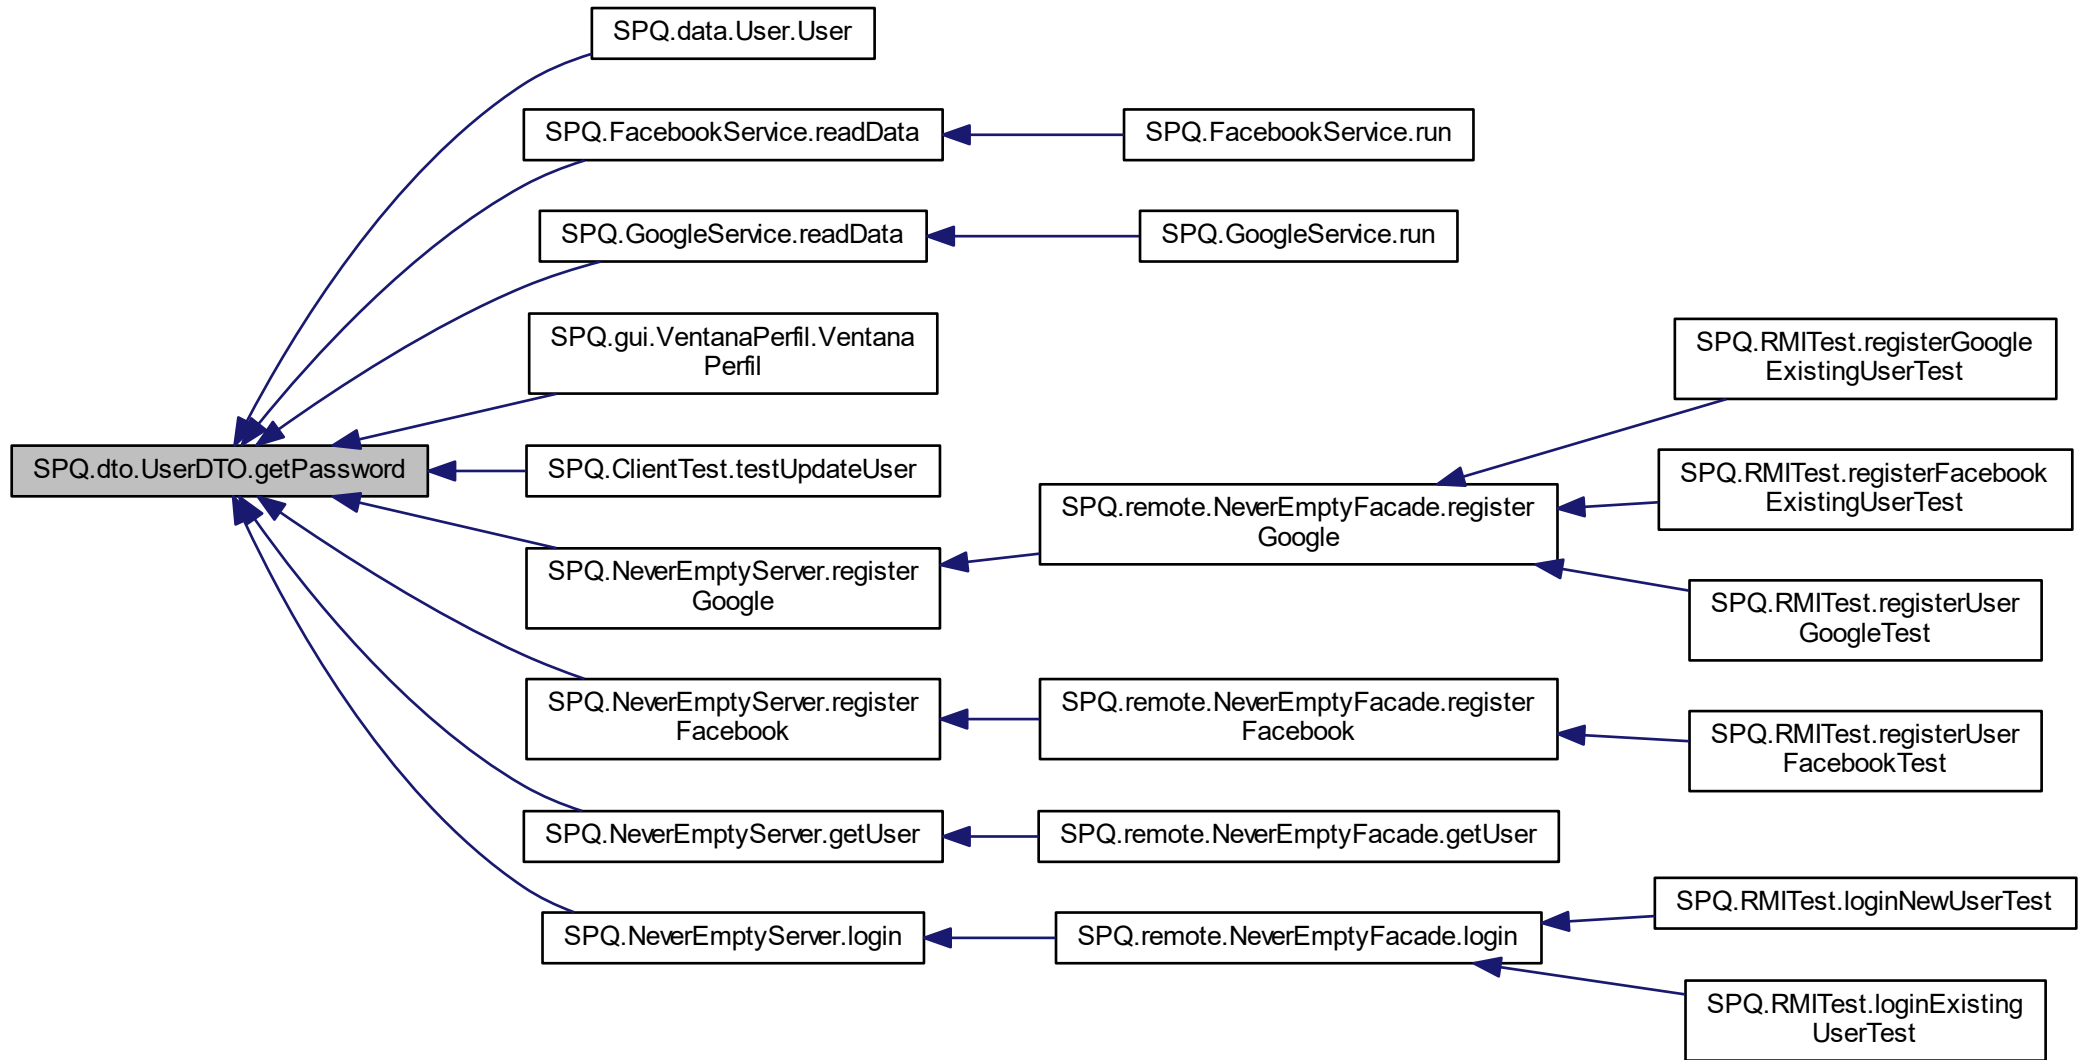 SPQ.data.User.User
SPQ.FacebookService.readData
SPQ.FacebookService.run
SPQ.GoogleService.readData
SPQ.GoogleService.run
SPQ.gui.VentanaPerfil.Ventana
Perfil
SPQ.dto.UserDTO.getPassword
SPQ.ClientTest.testUpdateUser
SPQ.NeverEmptyServer.register
Google
SPQ.remote.NeverEmptyFacade.register
Google
SPQ.RMITest.registerGoogle
ExistingUserTest
SPQ.RMITest.registerFacebook
ExistingUserTest
SPQ.RMITest.registerUser
GoogleTest
SPQ.NeverEmptyServer.register
Facebook
SPQ.remote.NeverEmptyFacade.register
Facebook
SPQ.RMITest.registerUser
FacebookTest
SPQ.NeverEmptyServer.getUser
SPQ.remote.NeverEmptyFacade.getUser
SPQ.NeverEmptyServer.login
SPQ.remote.NeverEmptyFacade.login
SPQ.RMITest.loginNewUserTest
SPQ.RMITest.loginExisting
UserTest